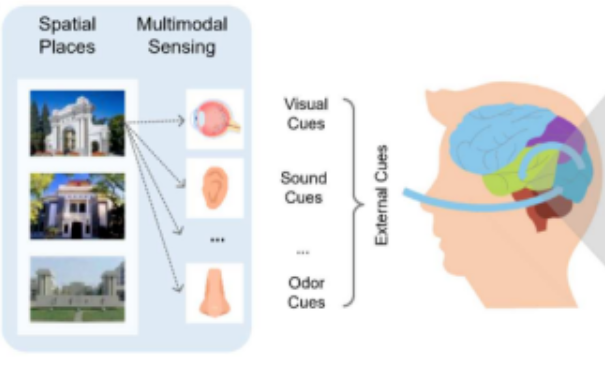 Spatial
Places
Multimodal
Sensing
...
Visual
Cues
Sound
Cues
...
Odor
Cues
External Cues